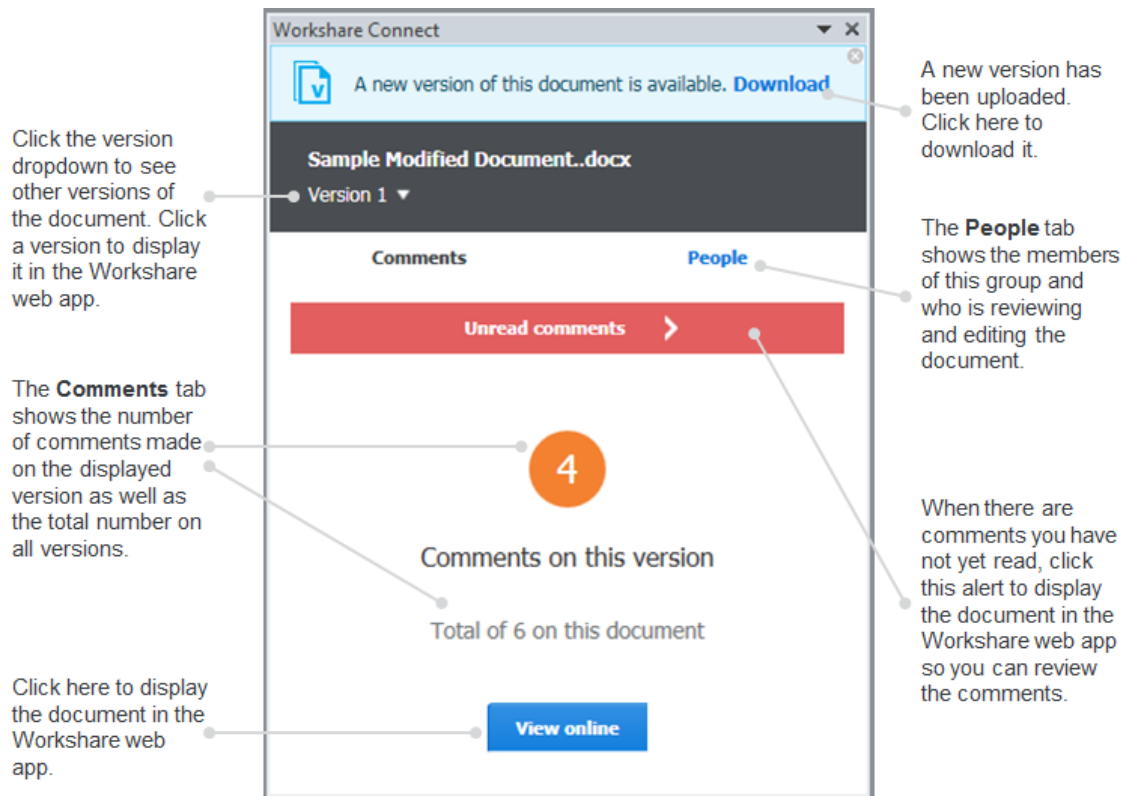 Workshare Connect
A new version of this document is available. Download
Sample Modified Document..docx
Version 1
Comments
People
Unread comments
4
Comments on this version
Total of 6 on this document
View online
Click the version
dropdown to see
other versions of
the document. Click
a version to display
it in the Workshare
web app.
The Comments tab
shows the number
of comments made
on the displayed
version as well as
the total number on
all versions.
Click here to display
the document in the
Workshare web
app.
A new version has
been uploaded.
Click here to
download it.
The People tab
shows the members
of this group and
who is reviewing
and editing the
document.
When there are
comments you have
not yet read, click
this alert to display
the document in the
Workshare web app
so you can review
the comments.